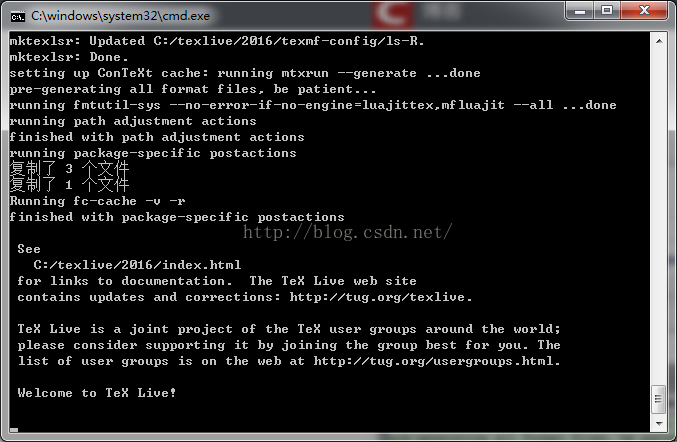 C:\windows\system32\cmd.exe
mktexlsr: Updated C:/texlive/2016/texmf-config/ls-R.
mktexlsr: Done.
setting up ConTeXt cache: running mtxrun --generate ...done
pre-generating all format files, be patient...
running fmtutil-sys --no-error-if-no-engine=luajittex,mfluajit --all ...done
running path adjustment actions
finished with path adjustment actions
running package-specific postactions
复制了 3 个文件
复制了 1 个文件
Running fc-cache -v -r
finished with package-specific postactions
http://blog.csdn.net/
See
C:/texlive/2016/index.html
for links to documentation.  The TeX Live web site
contains updates and corrections: http://tug.org/texlive.
TeX Live is a joint project of the TeX user groups around the world;
please consider supporting it by joining the group best for you. The
list of user groups is on the web at http://tug.org/usergroups.html.
Welcome to TeX Live!